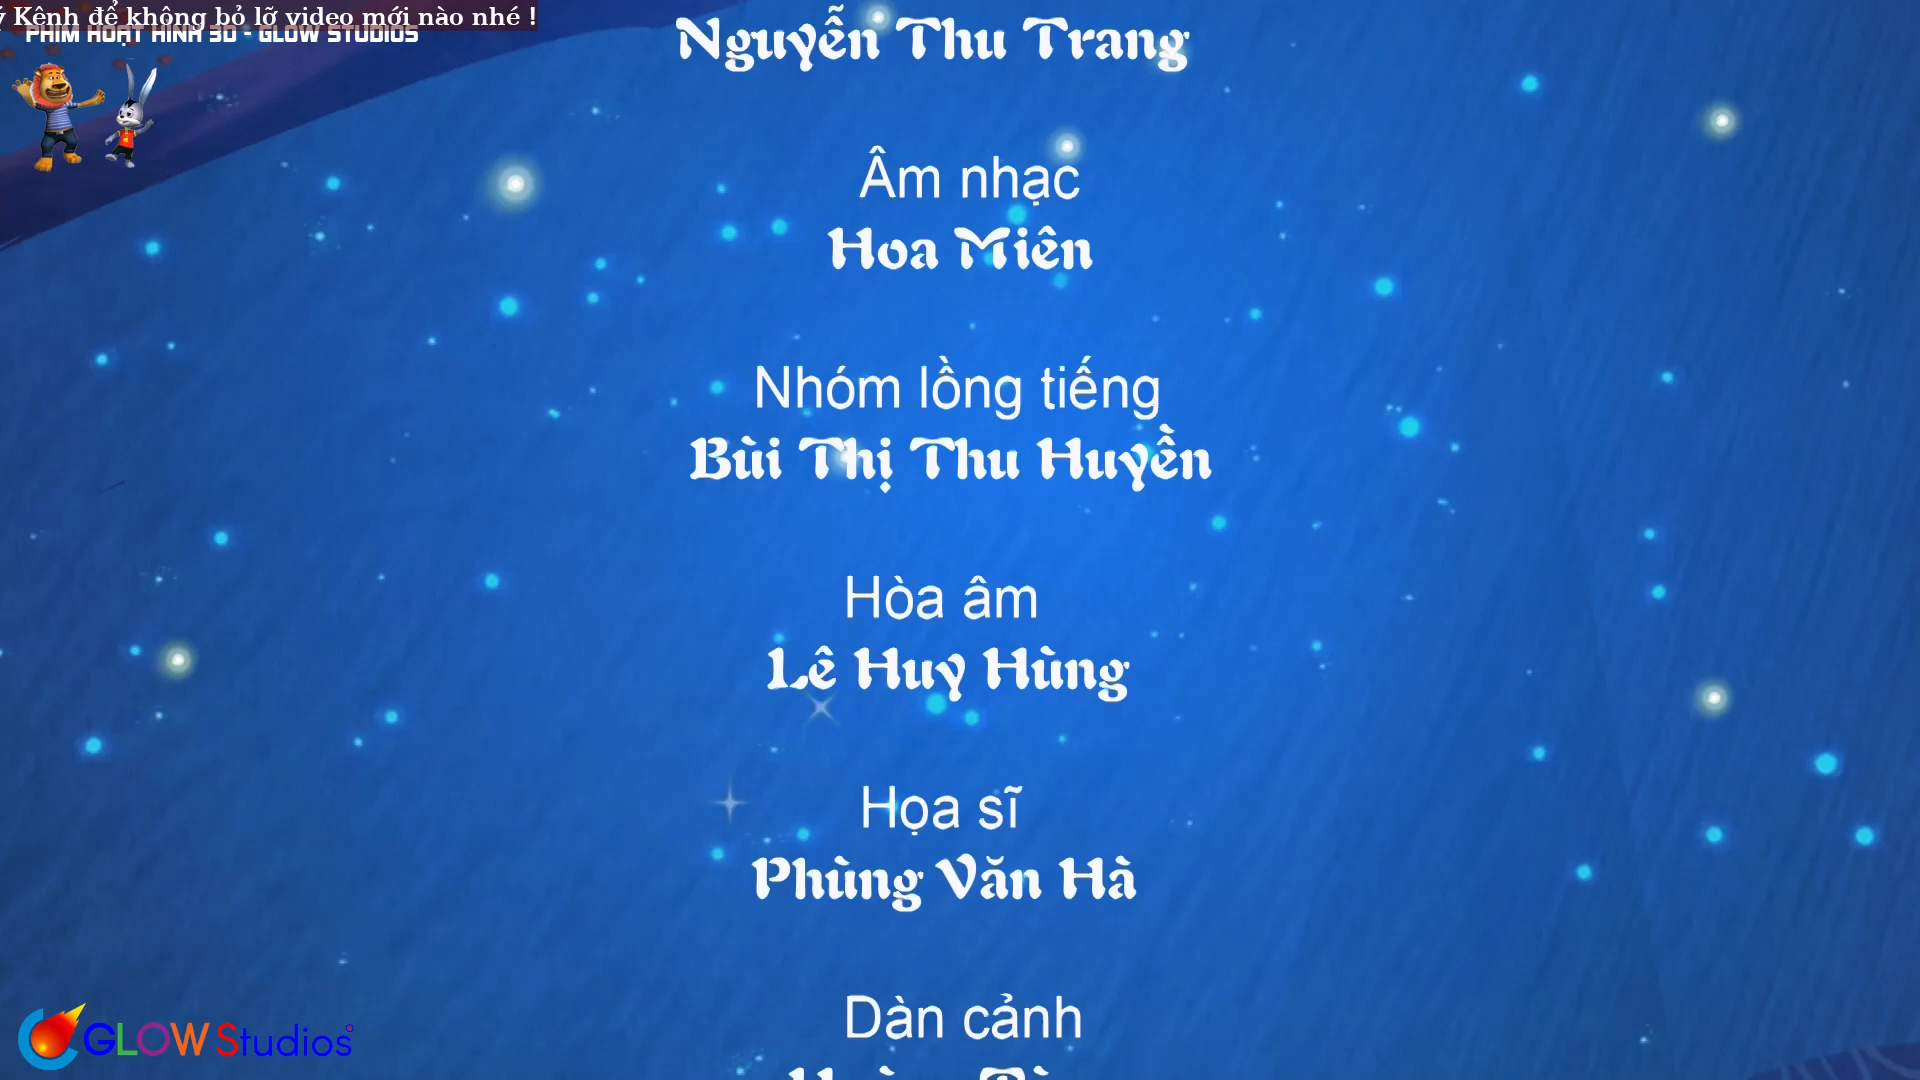 Kênh để không bỏ lỡ video mới nào nhé !
PHIM HOẠT HÌNH 3D - GLOW STUDIOS
Nguyễn Thu Trang
Âm nhạc
Hoa Miên
Nhóm lồng tiếng
Bùi Thị Thu Huyền
Hòa âm
Lê Huy Hùng
Họa sĩ
Phùng Văn Hà
Dàn cảnh
GLOW Studios